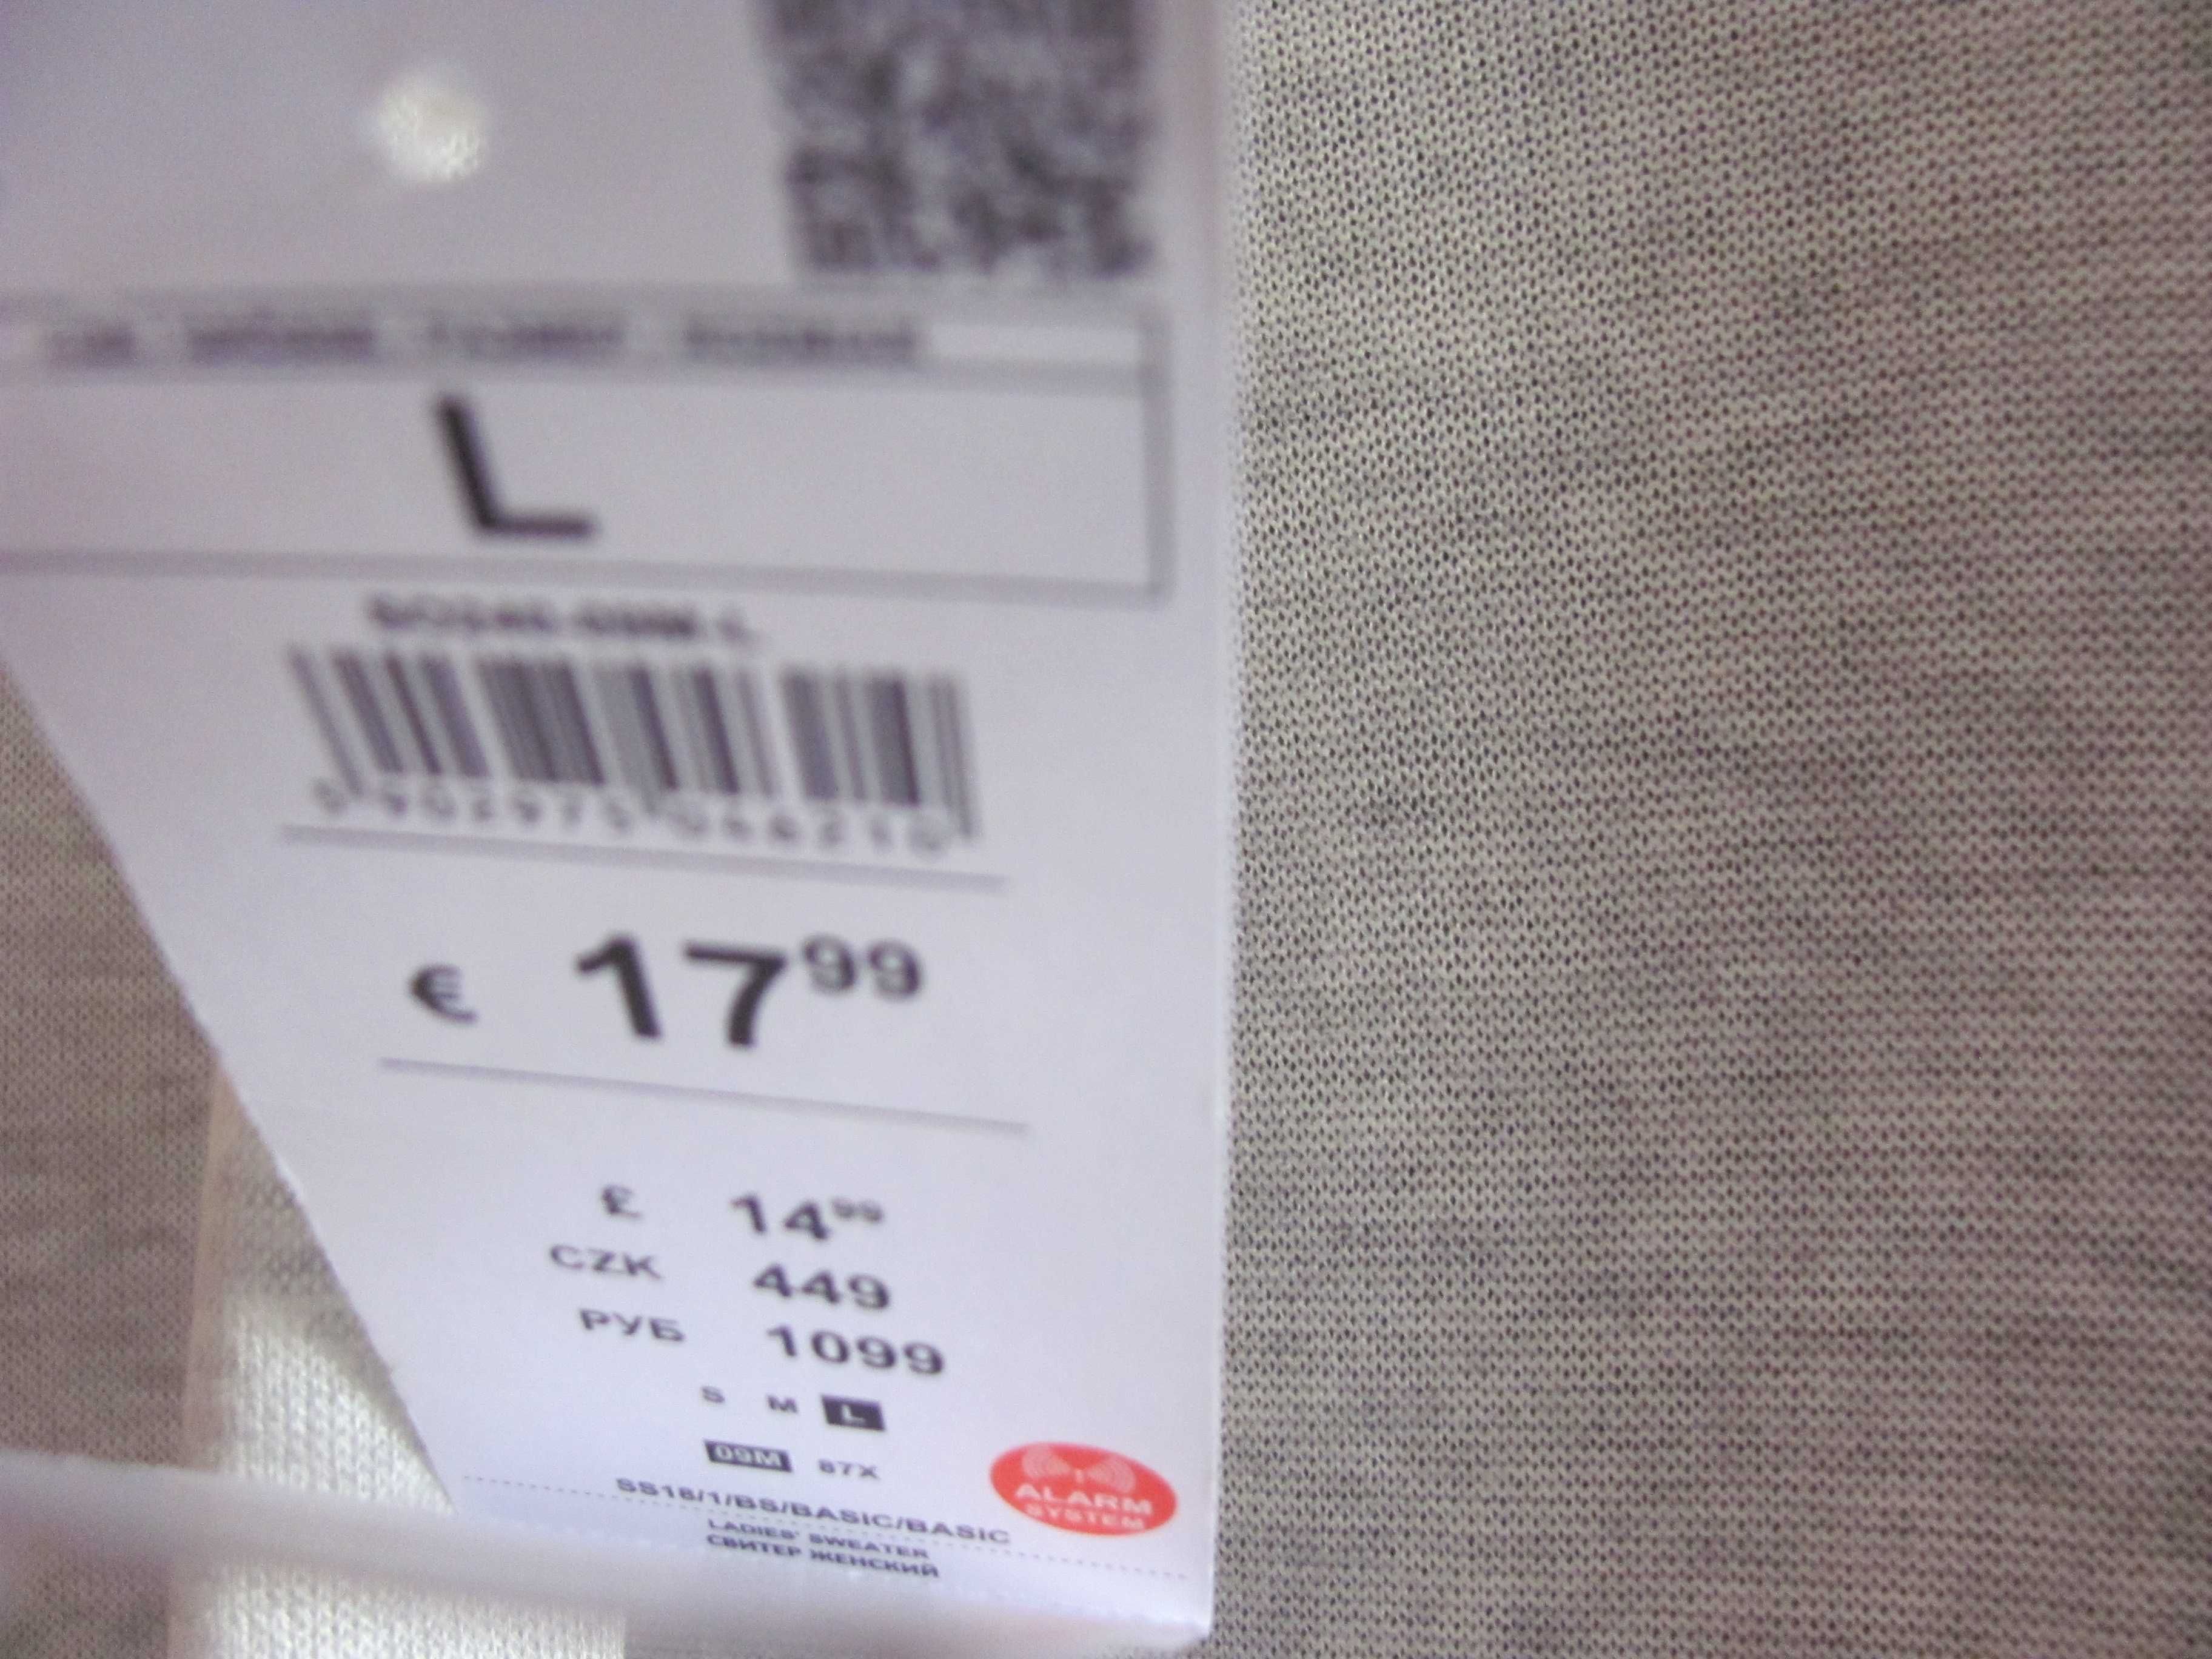 L
€ 17⁹⁹
£ 14⁹⁹
CZK 449
РУБ 1099
S M L
09M 87X
SS18/1/BS/BASIC/BASIC
ALARM
SYSTEM
LADIES' SWEATER
СВИТЕР ЖЕНСКИЙ